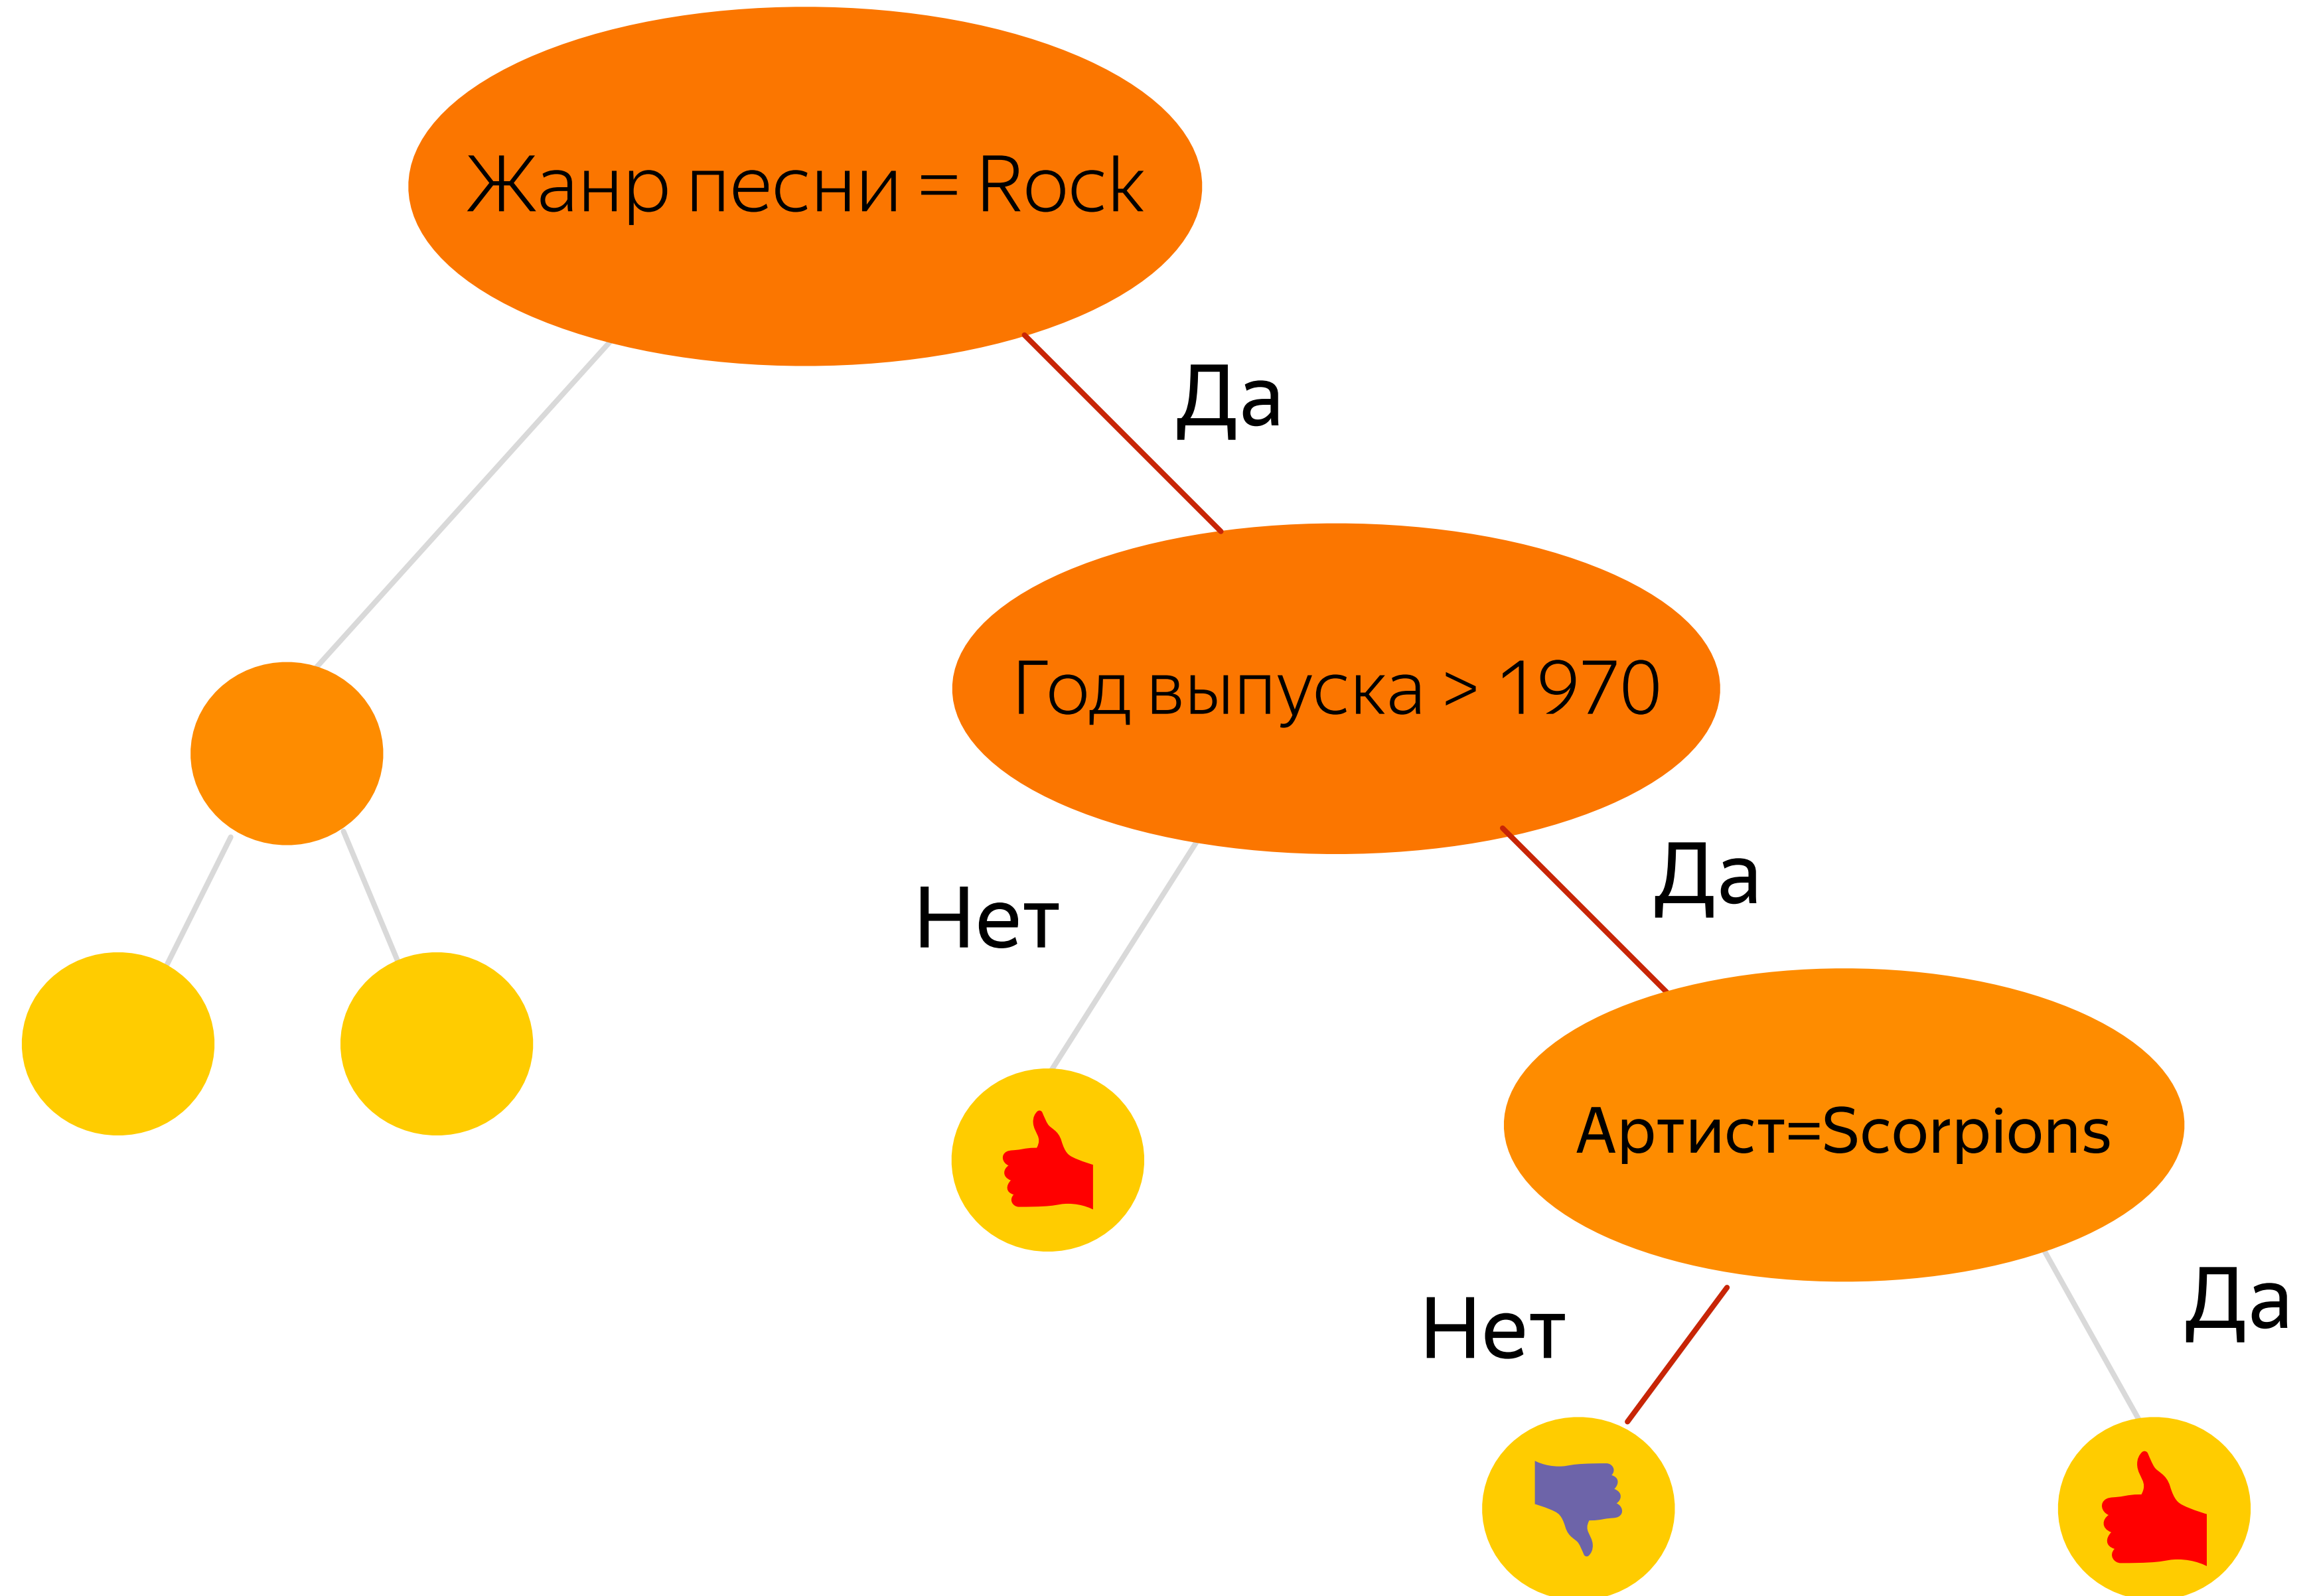 Жанр песни = Rock
Да
Год выпуска > 1970
Нет
Да
Артист=Scorpions
Нет
Да